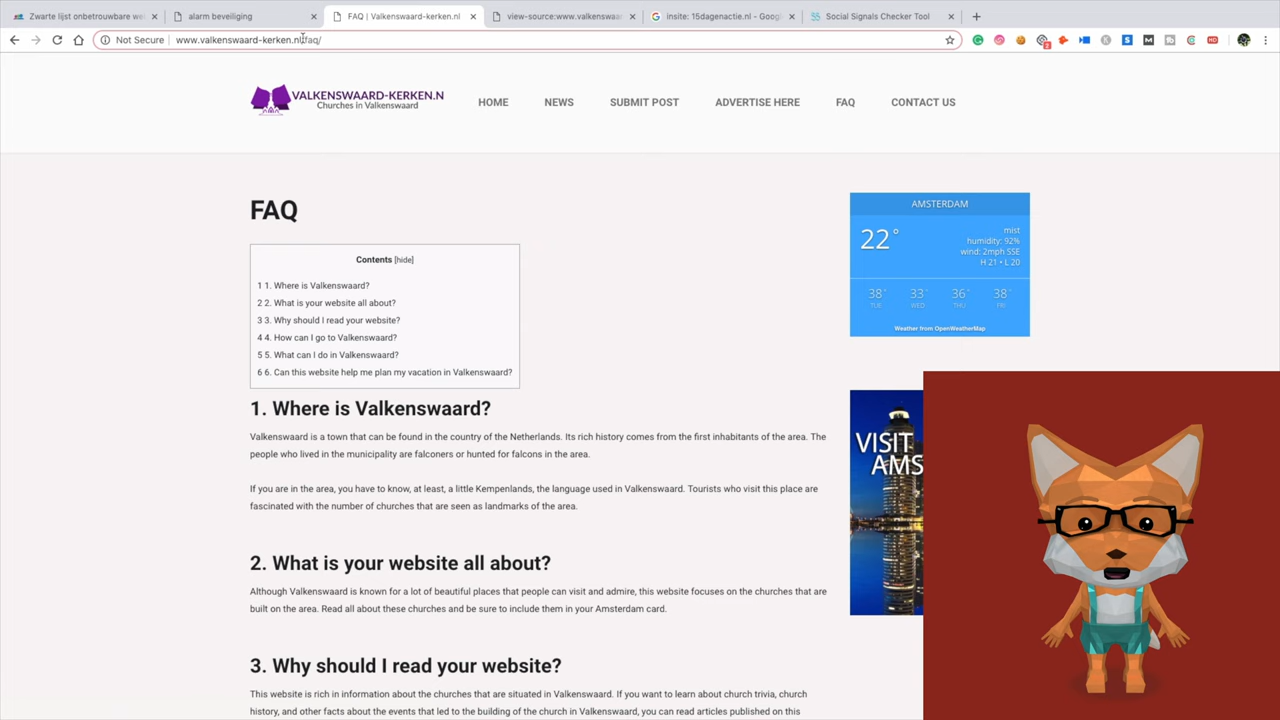 Zwarte lijst onbetrouwbare we
alarm beveiliging
FAQ | Valkenswaard-kerken.nl
view-source:www.valkenswaa
insite: 15dagenactie.nl - Goog
Social Signals Checker Tool
Not Secure
www.valkenswaard-kerken.nl/faq/
VALKENSWAARD-KERKEN.N
Churches in Valkenswaard
HOME
NEWS
SUBMIT POST
ADVERTISE HERE
FAQ
CONTACT US
FAQ
Contents [hide]
1 1. Where is Valkenswaard?
2 2. What is your website all about?
3 3. Why should I read your website?
4 4. How can I go to Valkenswaard?
5 5. What can I do in Valkenswaard?
6 6. Can this website help me plan my vacation in Valkenswaard?
1. Where is Valkenswaard?
Valkenswaard is a town that can be found in the country of the Netherlands. Its rich history comes from the first inhabitants of the area. The
people who lived in the municipality are falconers or hunted for falcons in the area.
If you are in the area, you have to know, at least, a little Kempenlands, the language used in Valkenswaard. Tourists who visit this place are
fascinated with the number of churches that are seen as landmarks of the area.
2. What is your website all about?
Although Valkenswaard is known for a lot of beautiful places that people can visit and admire, this website focuses on the churches that are
built on the area. Read all about these churches and be sure to include them in your Amsterdam card.
3. Why should I read your website?
This website is rich in information about the churches that are situated in Valkenswaard. If you want to learn about church trivia, church
history, and other facts about the events that led to the building of the church in Valkenswaard, you can read articles published on this
AMSTERDAM
22°
mist
humidity: 92%
wind: 2mph SSE
H 21 • L 20
38° 33° 36° 38°
TUE WED THU FRI
Weather from OpenWeatherMap
VISIT
AMS